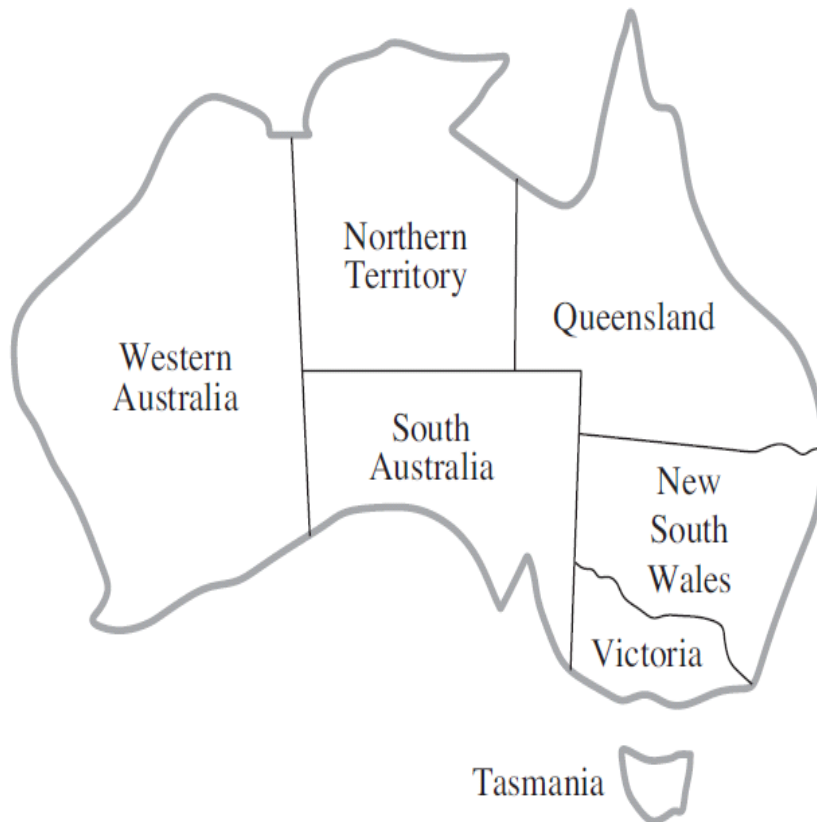 Northern
Territory
Queensland
Western
Australia
South
Australia
New
South
Wales
Victoria
Tasmania